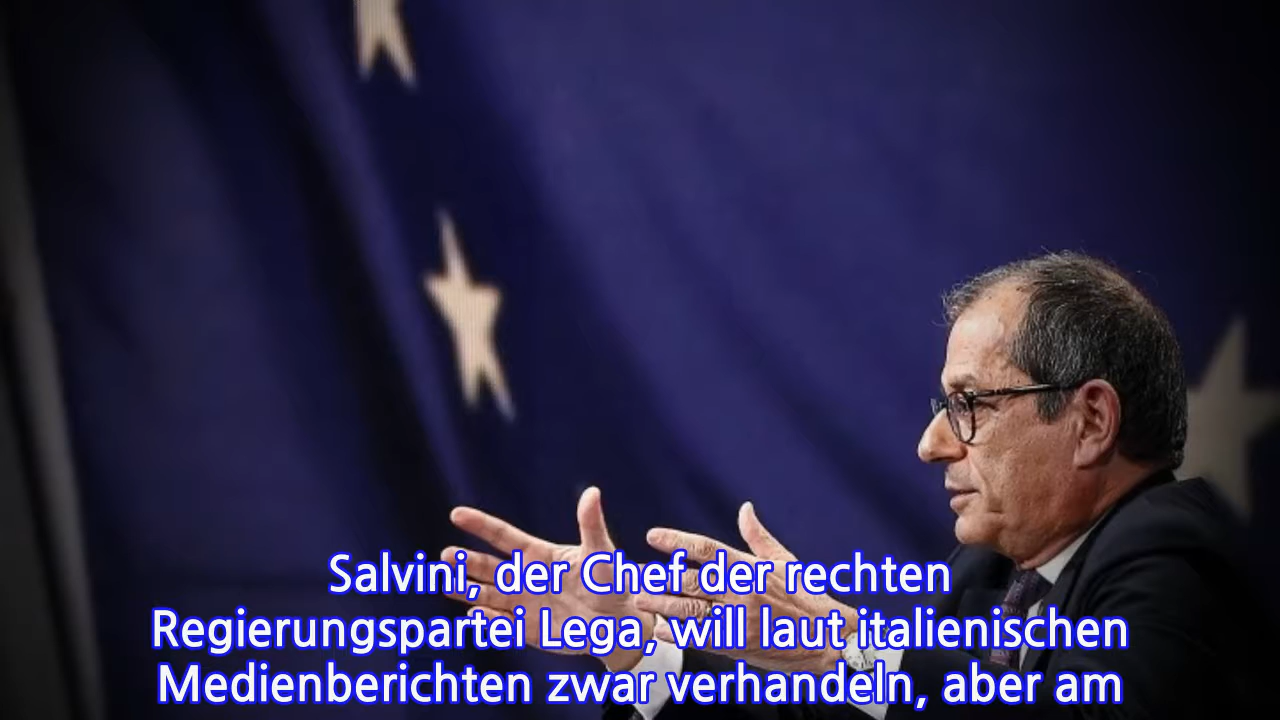 Salvini, der Chef der rechten
Regierungspartei Lega, will laut italienischen
Medienberichten zwar verhandeln, aber am